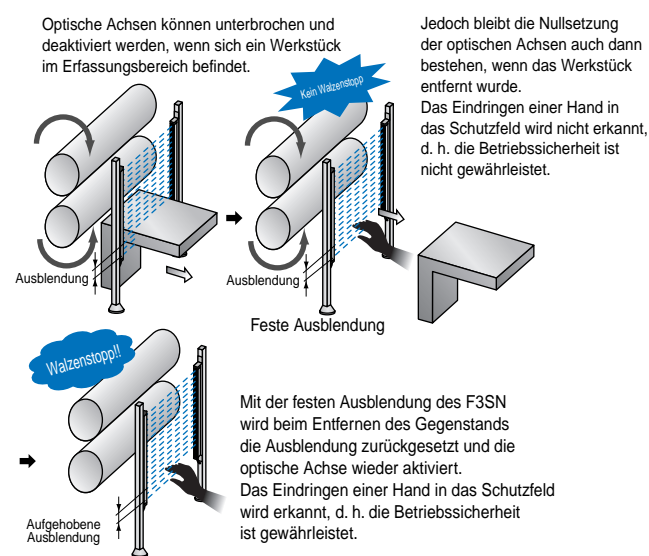 Optische Achsen können unterbrochen und
deaktiviert werden, wenn sich ein Werkstück
im Erfassungsbereich befindet.
Kein Walzenstopp
Jedoch bleibt die Nullsetzung
der optischen Achsen auch dann
bestehen, wenn das Werkstück
entfernt wurde.
Das Eindringen einer Hand in
das Schutzfeld wird nicht erkannt,
d. h. die Betriebssicherheit ist
nicht gewährleistet.
Ausblendung
Ausblendung
Feste Ausblendung
Walzenstopp!!
Mit der festen Ausblendung des F3SN
wird beim Entfernen des Gegenstands
die Ausblendung zurückgesetzt und die
optische Achse wieder aktiviert.
Das Eindringen einer Hand in das Schutzfeld
wird erkannt, d. h. die Betriebssicherheit
ist gewährleistet.
Aufgehobene
Ausblendung